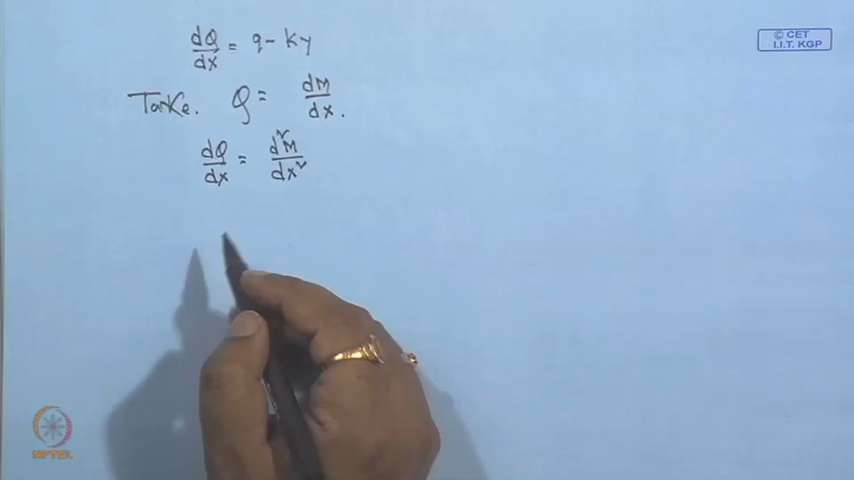 dQ/dx = q - ky
© CET
I.I.T. KGP
Take. Q = dM/dx.
dQ/dx = d²M/dx²
NPTEL